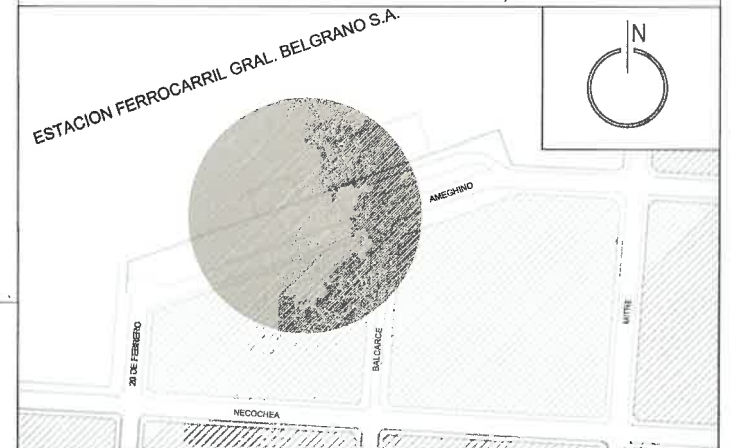 ESTACION FERROCARRIL GRAL. BELGRANO S.A.
N
AMEGHINO
20 DE FEBRERO
BALCARCE
MITRE
NECOCHEA